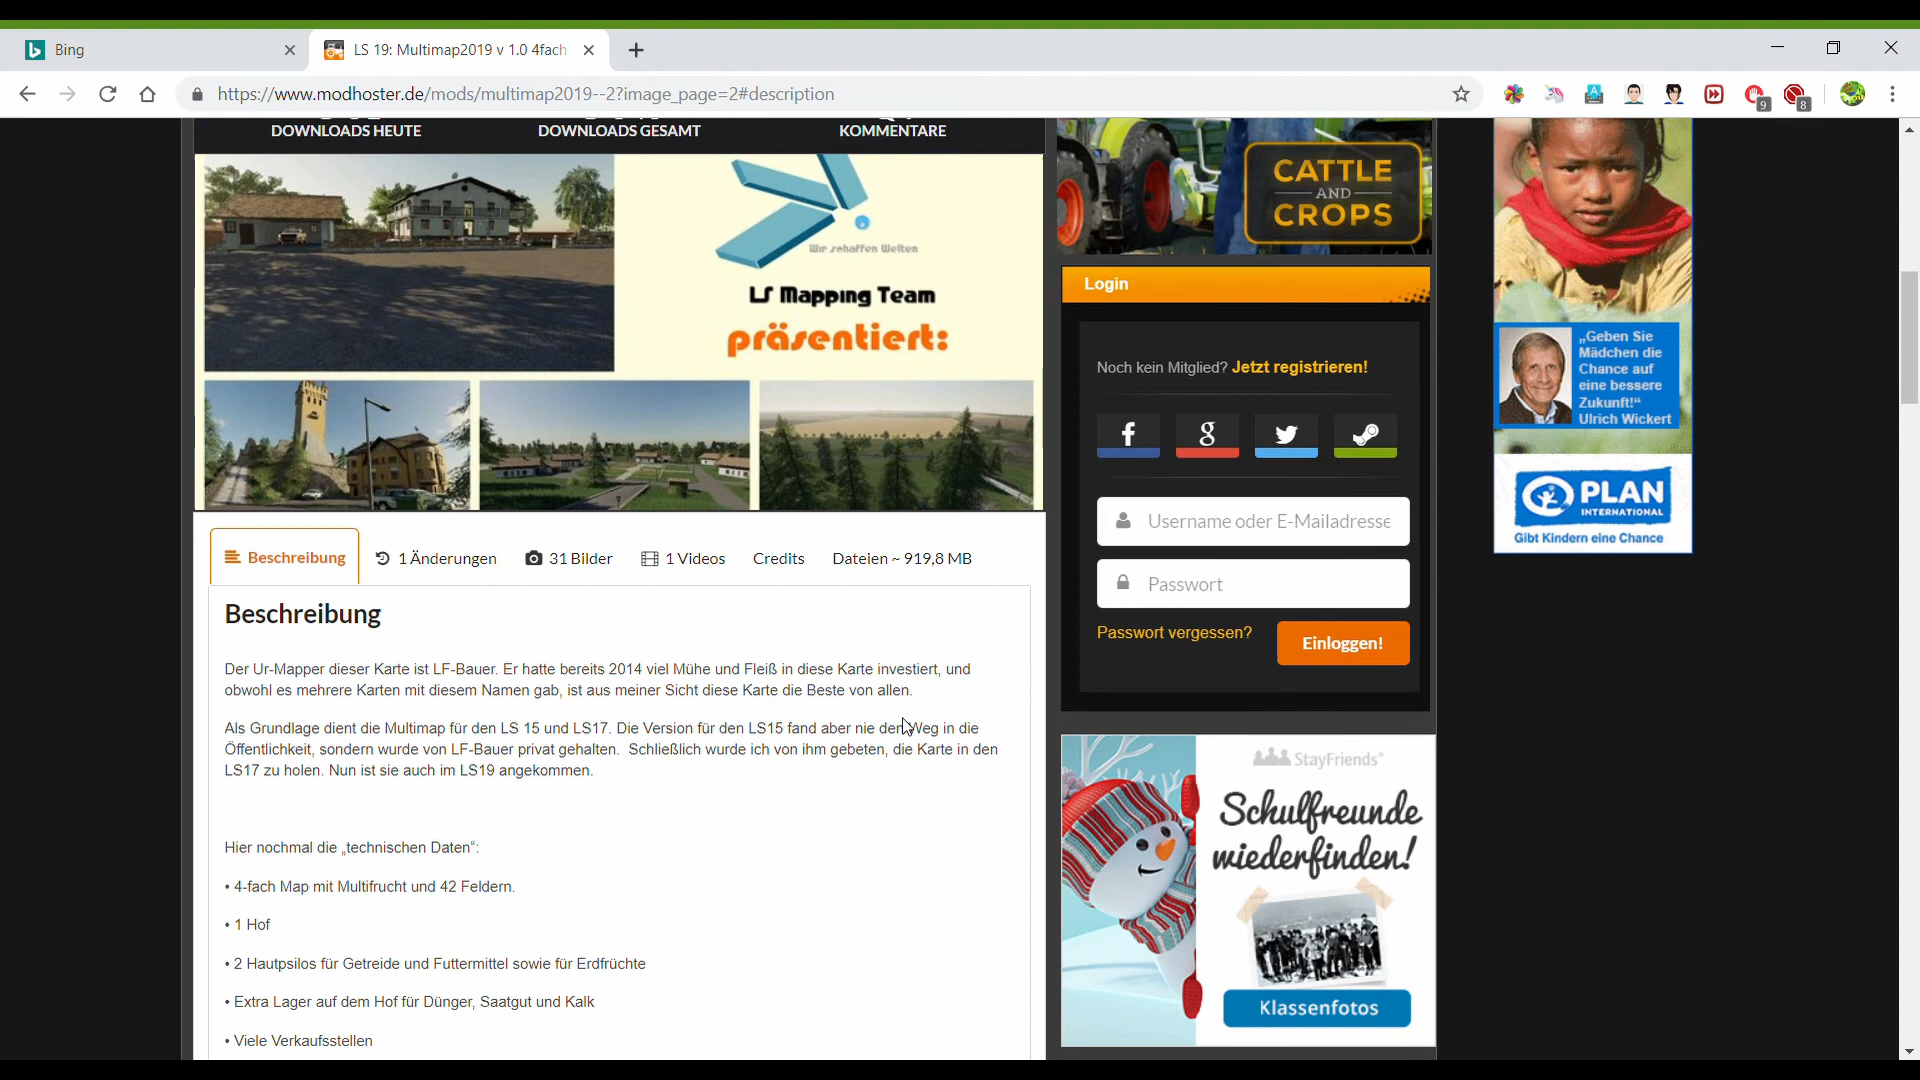 Bing
LS 19: Multimap2019 v 1.0 4fach
https://www.modhoster.de/mods/multimap2019--2?image_page=2#description
9
8
DOWNLOADS HEUTE
DOWNLOADS GESAMT
KOMMENTARE
Wir schaffen Welten
LS Mapping Team
präsentiert:
CATTLE
AND
CROPS
Login
Noch kein Mitglied? Jetzt registrieren!
Username oder E-Mailadresse
Passwort
Passwort vergessen?
Einloggen!
„Geben Sie
Mädchen die
Chance auf
eine bessere
Zukunft!“
Ulrich Wickert
PLAN
INTERNATIONAL
Gibt Kindern eine Chance
Beschreibung
1 Änderungen
31 Bilder
1 Videos
Credits
Dateien ~ 919,8 MB
Beschreibung
Der Ur-Mapper dieser Karte ist LF-Bauer. Er hatte bereits 2014 viel Mühe und Fleiß in diese Karte investiert, und
obwohl es mehrere Karten mit diesem Namen gab, ist aus meiner Sicht diese Karte die Beste von allen.
Als Grundlage dient die Multimap für den LS 15 und LS17. Die Version für den LS15 fand aber nie den Weg in die
Öffentlichkeit, sondern wurde von LF-Bauer privat gehalten. Schließlich wurde ich von ihm gebeten, die Karte in den
LS17 zu holen. Nun ist sie auch im LS19 angekommen.
Hier nochmal die „technischen Daten“:
• 4-fach Map mit Multifrucht und 42 Feldern.
• 1 Hof
• 2 Hautpsilos für Getreide und Futtermittel sowie für Erdfrüchte
• Extra Lager auf dem Hof für Dünger, Saatgut und Kalk
• Viele Verkaufsstellen
StayFriends
Schulfreunde
wiederfinden!
Klassenfotos